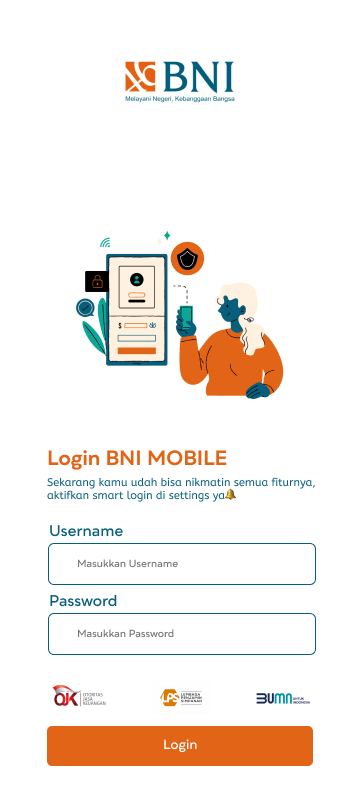 BNI
Melayani Negeri, Kebanggaan Bangsa
$
Login BNI MOBILE
Sekarang kamu udah bisa nikmatin semua fiturnya,
aktifkan smart login di settings ya
Username
Masukkan Username
Password
Masukkan Password
OJK OTORITAS
JASA
KEUANGAN
LPS LEMBAGA
PENJAMIN
SIMPANAN
BUMN UNTUK
INDONESIA
Login